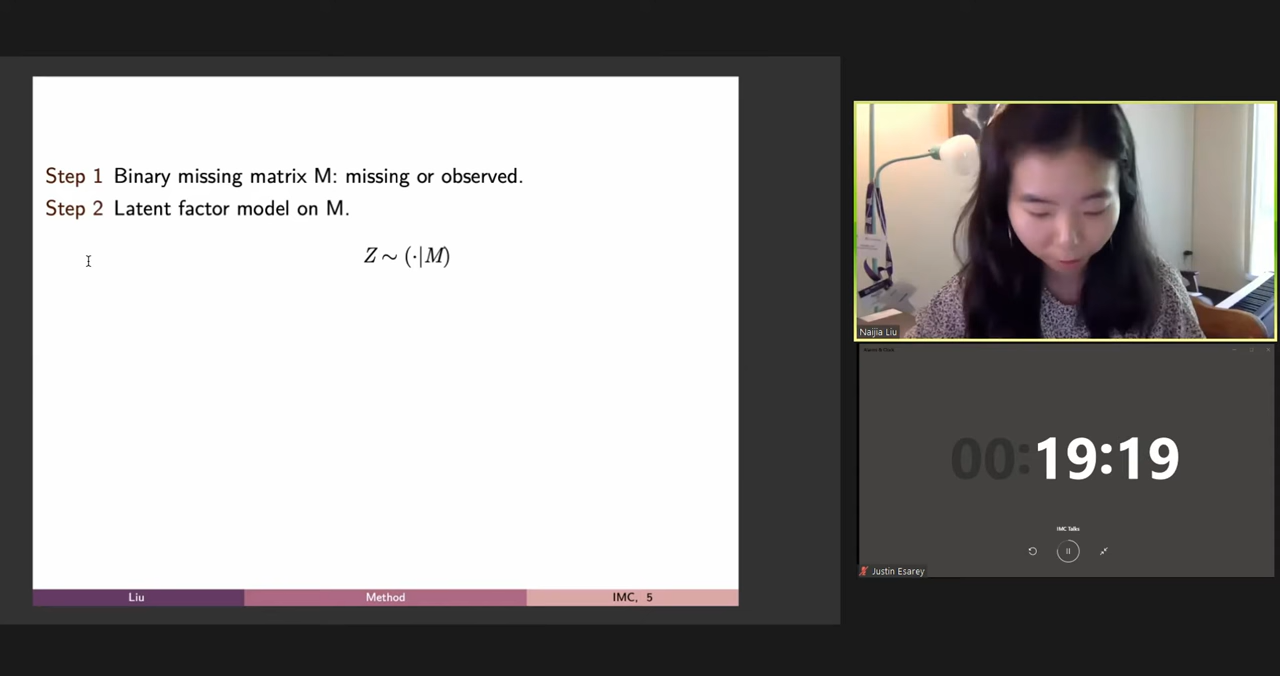 Step 1 Binary missing matrix M: missing or observed.
Step 2 Latent factor model on M.
Z ∼ (·|M)
Liu Method IMC, 5
Naijia Liu
00:19:19
IMC Talks
Justin Esarey